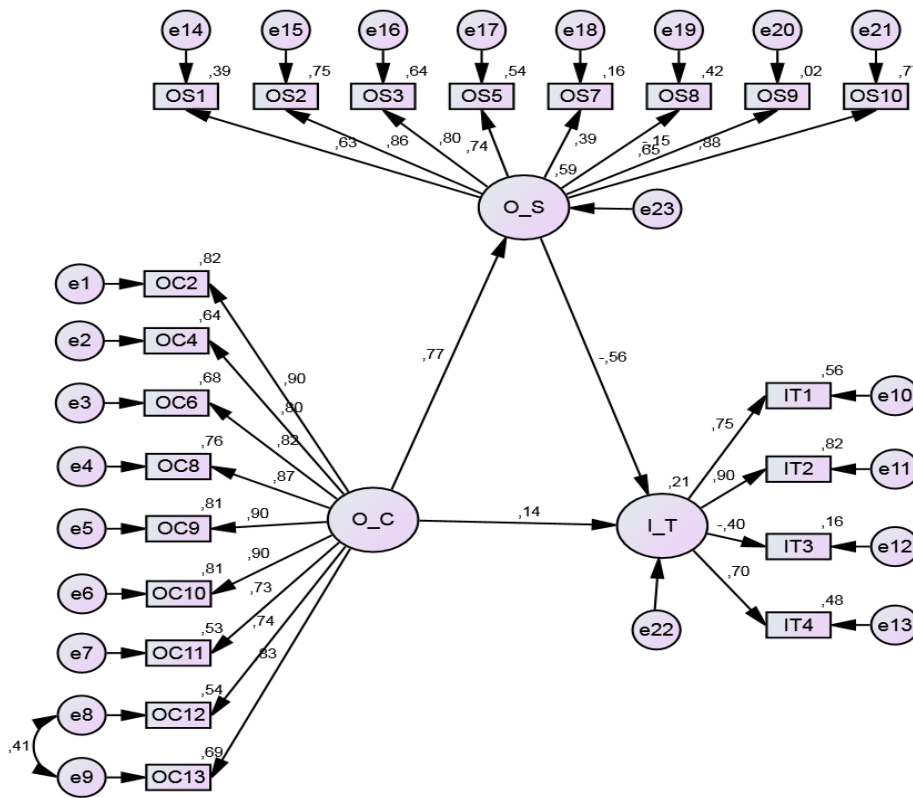 e14 e15 e16 e17 e18 e19 e20 e21
,39 ,75 ,64 ,54 ,16 ,42 ,02
OS1 OS2 OS3 OS5 OS7 OS8 OS9 OS10
,63 ,86 ,80 ,74 ,39 ,65 -,15 ,88
,59
O_S e23
,82
e1 OC2
,64
e2 OC4
,77 -,56
,68
e3 OC6
,90 ,80 ,82
,56
IT1 e10
,75
,76
e4 OC8
,87
,82
,90 IT2 e11
,21
,81
e5 OC9 ,90
O_C ,14 I_T
-,40 ,16
IT3 e12
,81
e6 OC10 ,90
,73
,70
,48
IT4 e13
e22
,53
e7 OC11 ,74
,83
,54
e8 OC12
,41
,69
e9 OC13